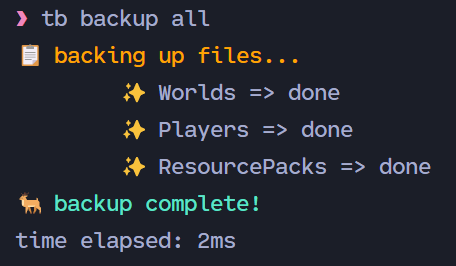 ❯ tb backup all
📋 backing up files...
✨ Worlds => done
✨ Players => done
✨ ResourcePacks => done
🐂 backup complete!
time elapsed: 2ms